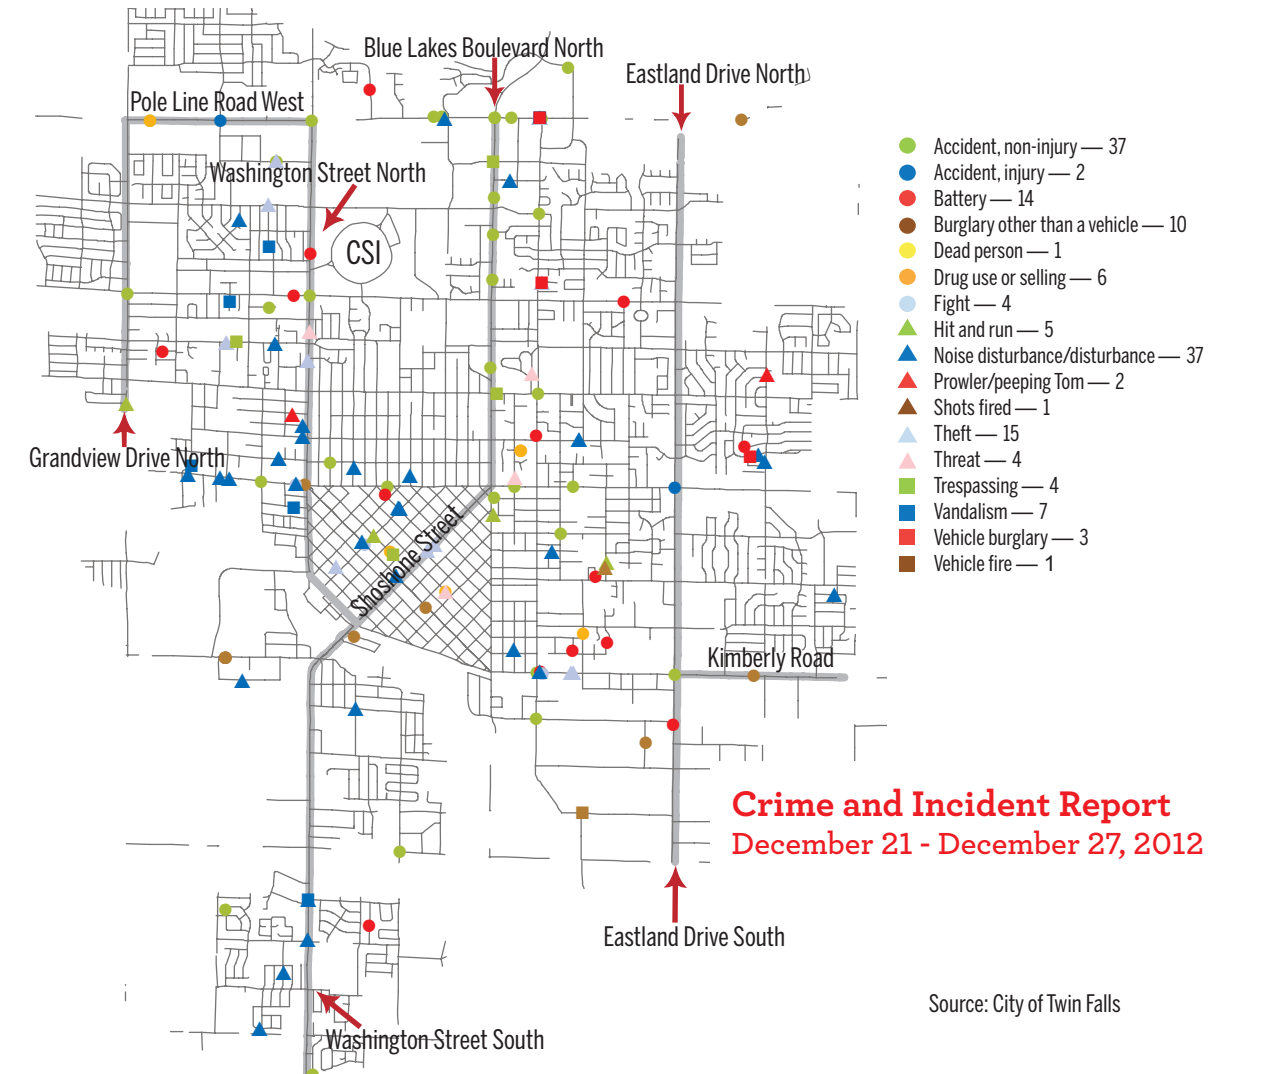 Blue Lakes Boulevard North
Eastland Drive North
Pole Line Road West
Washington Street North
CSI
Grandview Drive North
Shoshone Street
Kimberly Road
Eastland Drive South
Washington Street South
Accident, non-injury — 37
Accident, injury — 2
Battery — 14
Burglary other than a vehicle — 10
Dead person — 1
Drug use or selling — 6
Fight — 4
Hit and run — 5
Noise disturbance/disturbance — 37
Prowler/peeping Tom — 2
Shots fired — 1
Theft — 15
Threat — 4
Trespassing — 4
Vandalism — 7
Vehicle burglary — 3
Vehicle fire — 1
Crime and Incident Report
December 21 - December 27, 2012
Source: City of Twin Falls